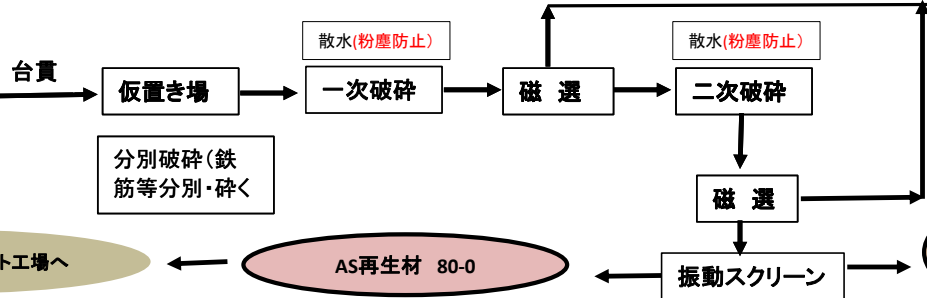 散水(粉塵防止)
散水(粉塵防止)
台貫
仮置き場
一次破砕
磁 選
二次破砕
分別破砕(鉄
筋等分別・砕く
磁 選
ト工場へ
AS再生材 80-0
振動スクリーン